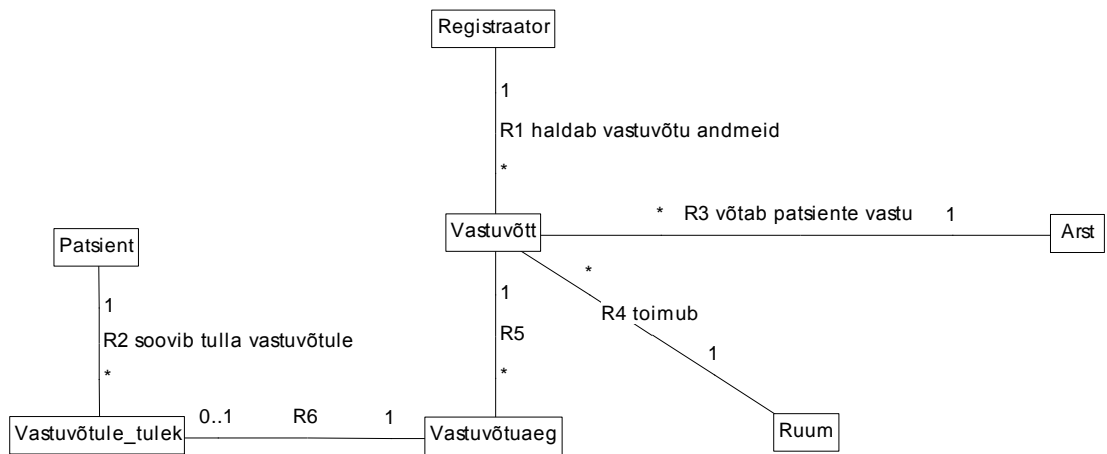 Registraator
1
R1 haldab vastuvõtu andmeid
*
Vastuvõtt
* R3 võtab patsiente vastu 1
Arst
Patsient
1
R2 soovib tulla vastuvõtule
*
1
R5
*
*
R4 toimub
1
Vastuvõtule_tulek
0..1 R6 1
Vastuvõtuaeg
Ruum